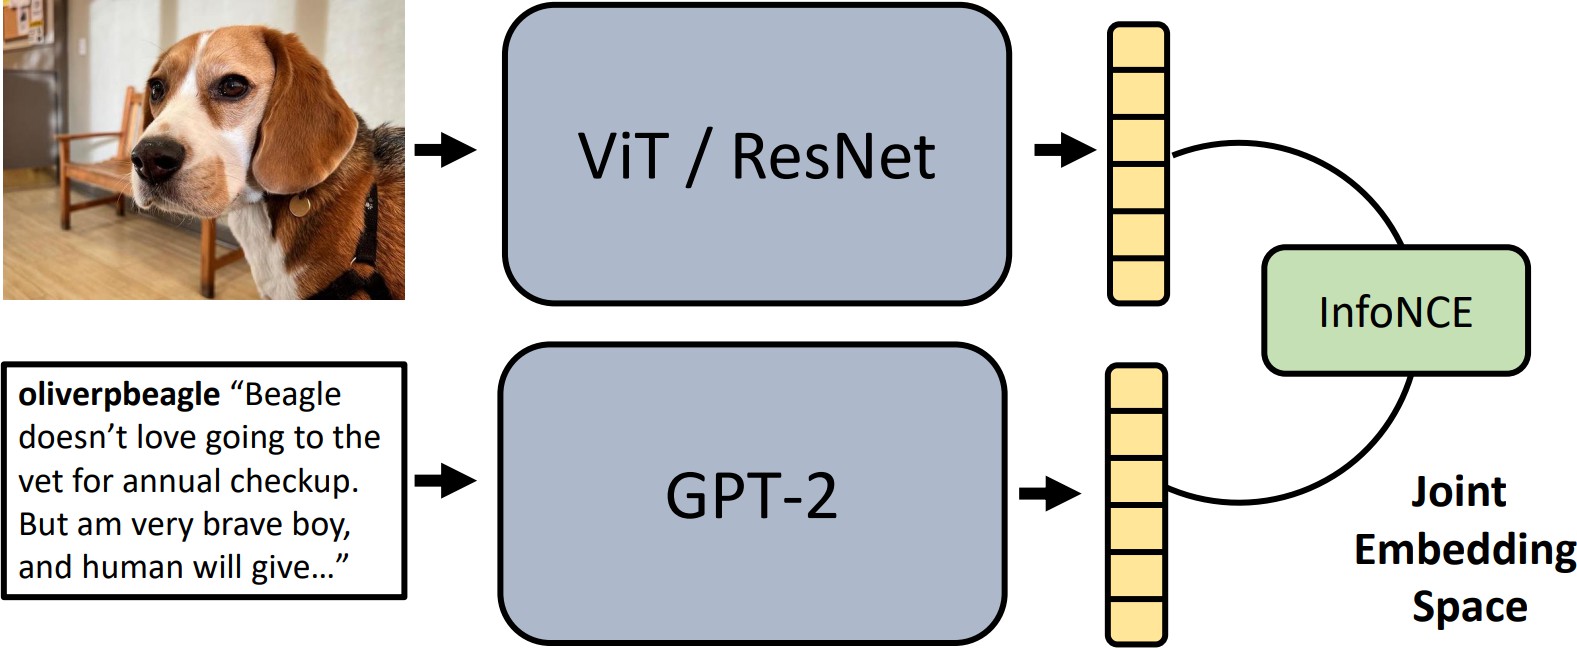 ViT / ResNet
InfoNCE
oliverpbeagle “Beagle
doesn’t love going to the
vet for annual checkup.
But am very brave boy,
and human will give...”
GPT-2
Joint
Embedding
Space